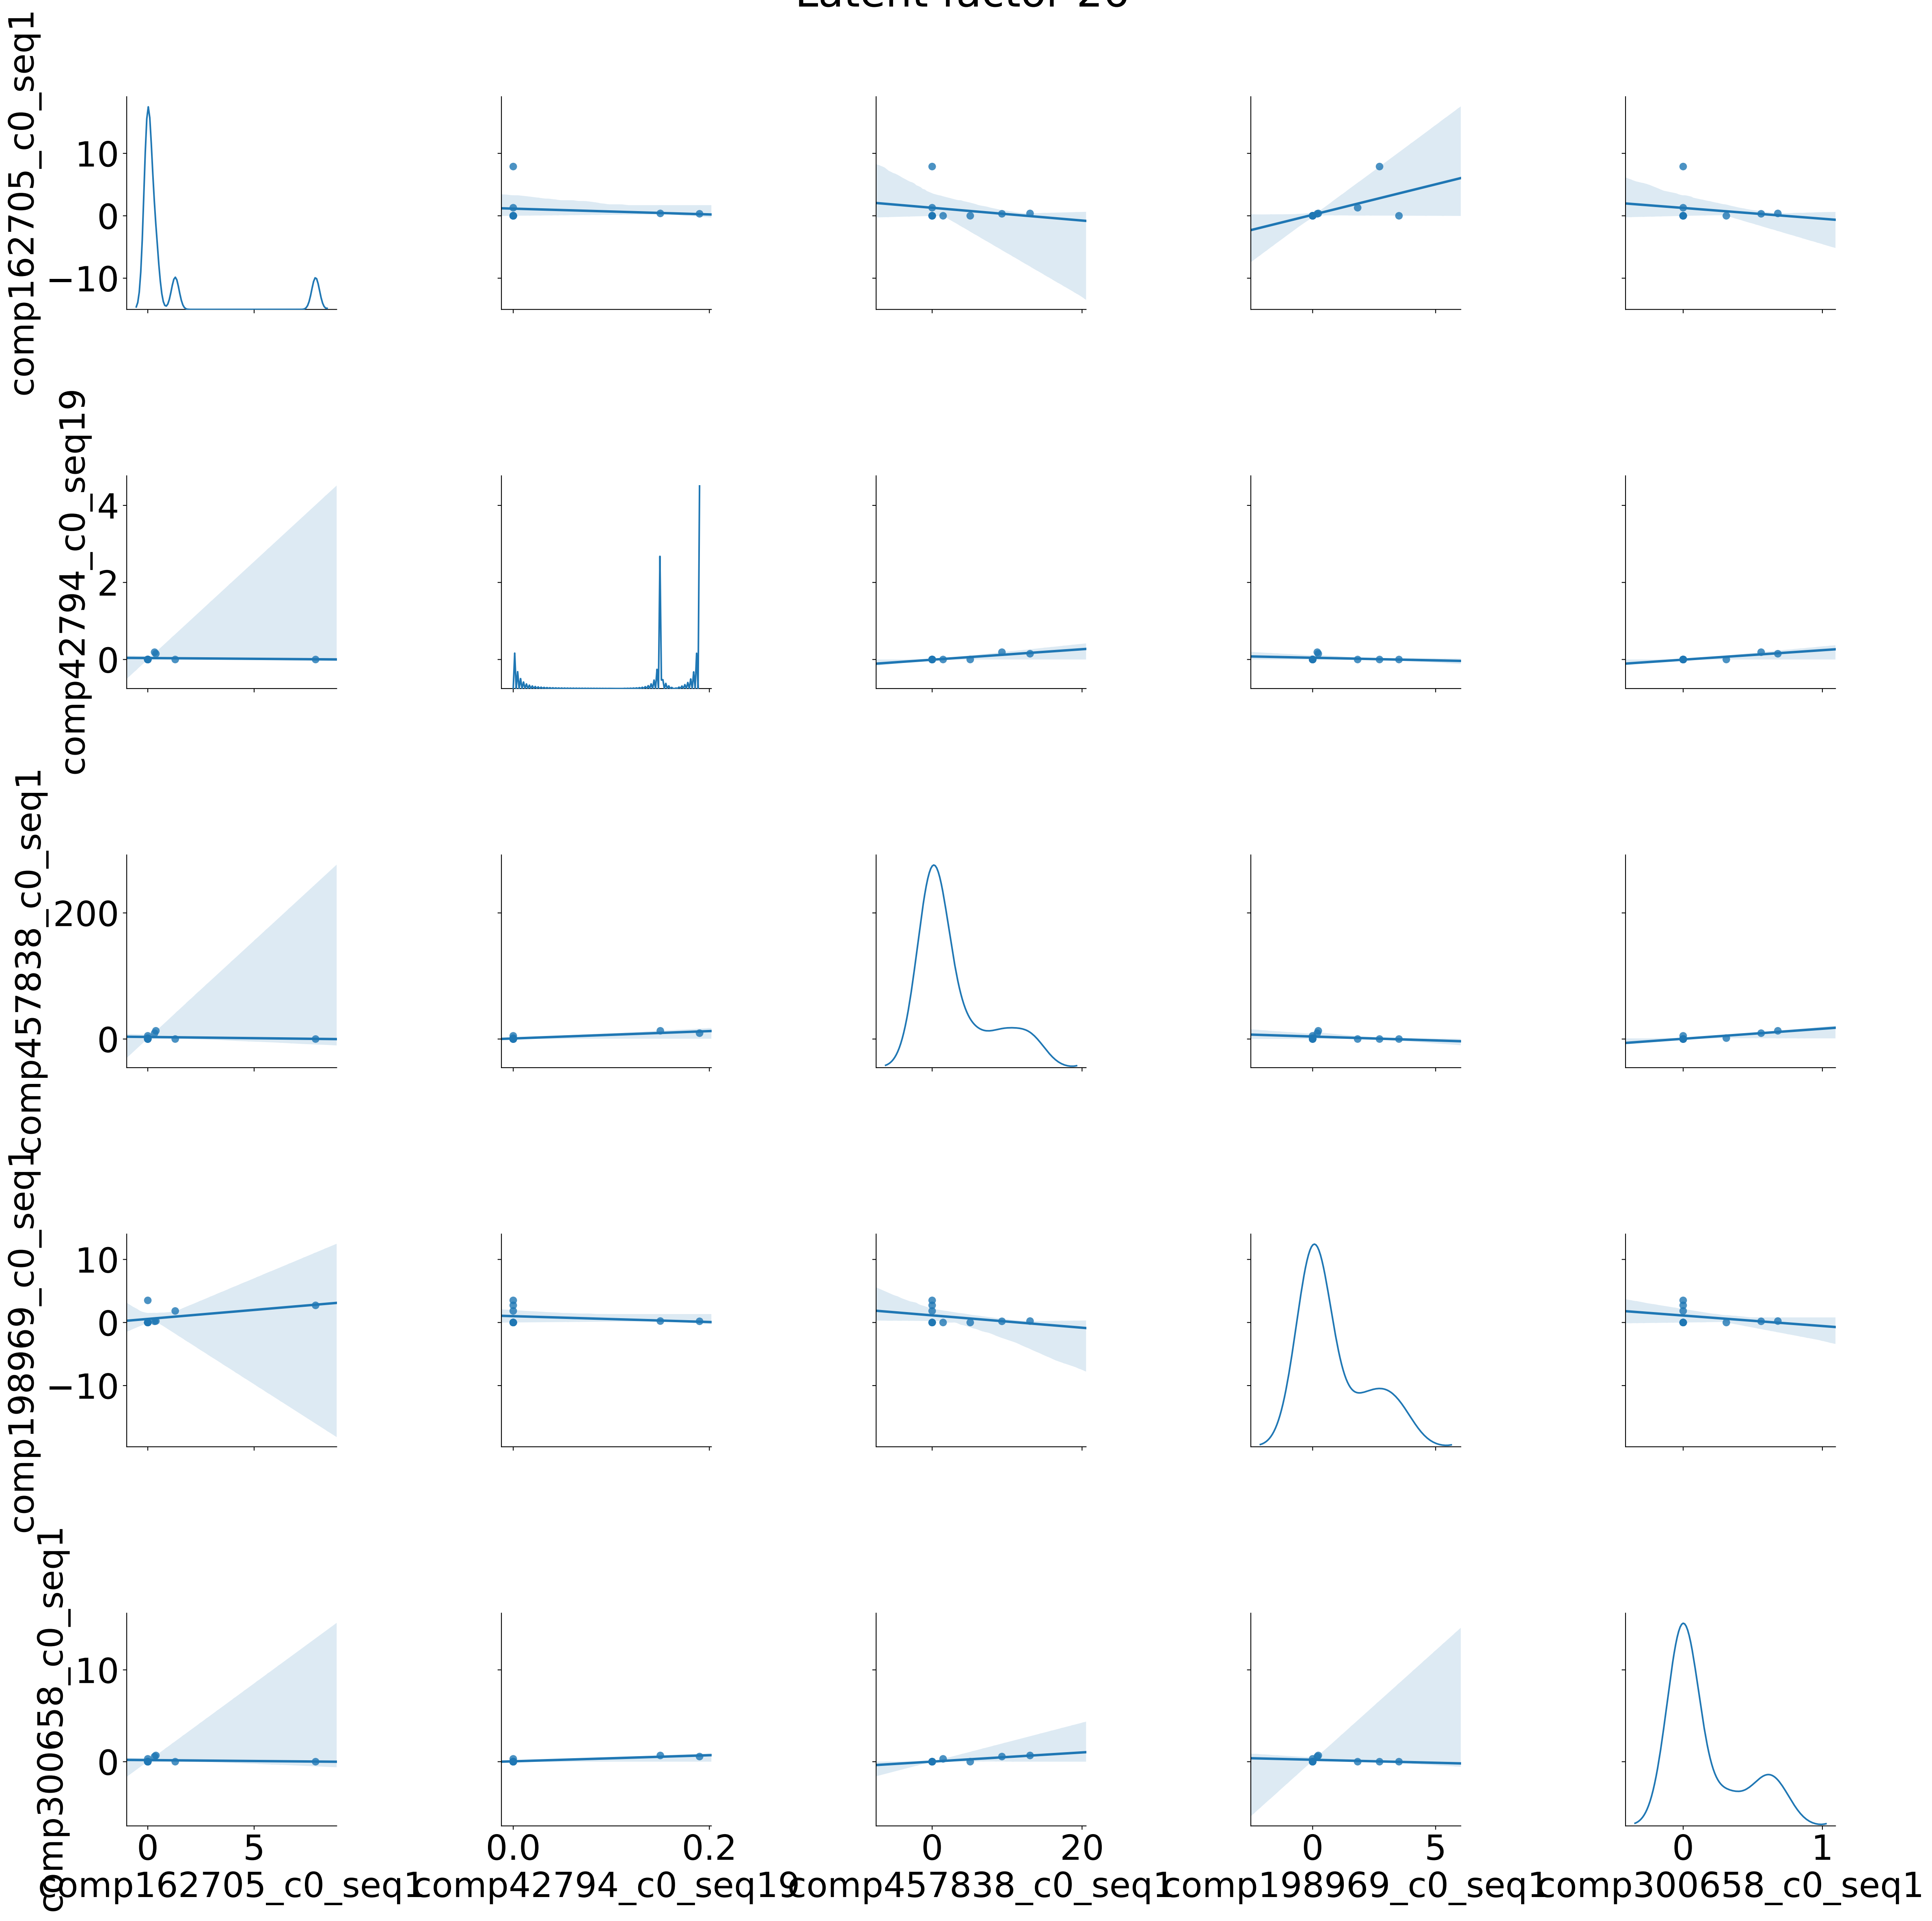 Latent factor 26
comp162705_c0_seq1
10
0
−10
comp42794_c0_seq19
4
2
0
comp457838_c0_seq1
200
0
comp198969_c0_seq1
10
0
−10
comp300658_c0_seq1
10
0
0 5 0.0 0.2 0 20 0 5 0 1
comp162705_c0_seq1 comp42794_c0_seq19 comp457838_c0_seq1 comp198969_c0_seq1 comp300658_c0_seq1